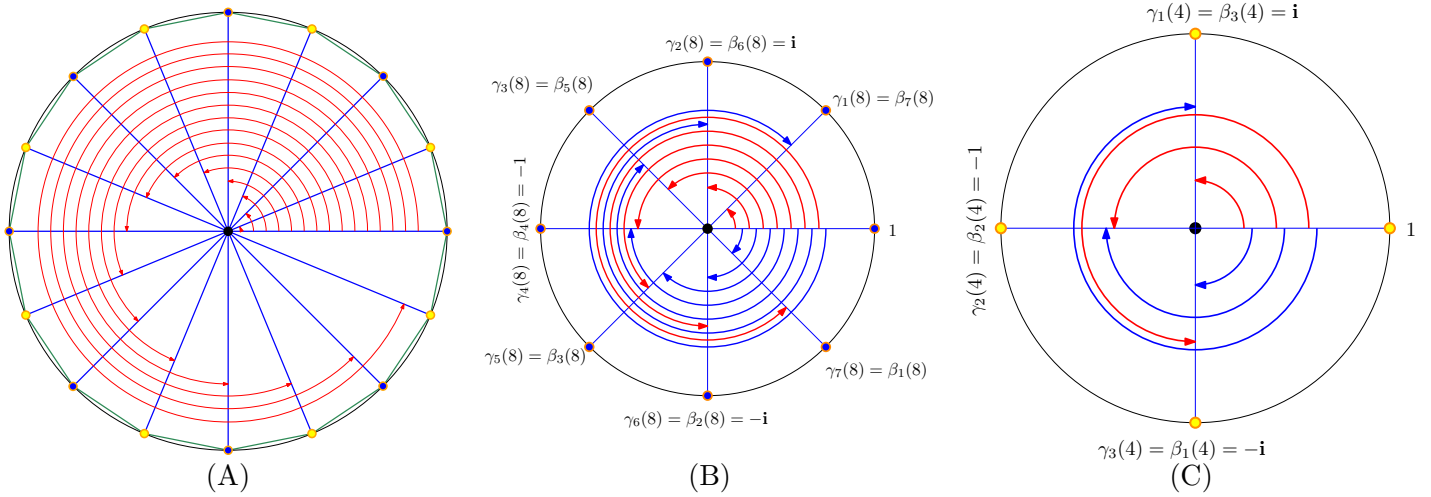 γ₂(8) = β₆(8) = **i**
γ₃(8) = β₅(8)
γ₁(8) = β₇(8)
γ₄(8) = β₄(8) = −1
1
γ₅(8) = β₃(8)
γ₇(8) = β₁(8)
γ₆(8) = β₂(8) = −**i**
γ₁(4) = β₃(4) = **i**
γ₂(4) = β₂(4) = −1
1
γ₃(4) = β₁(4) = −**i**
(A)
(B)
(C)